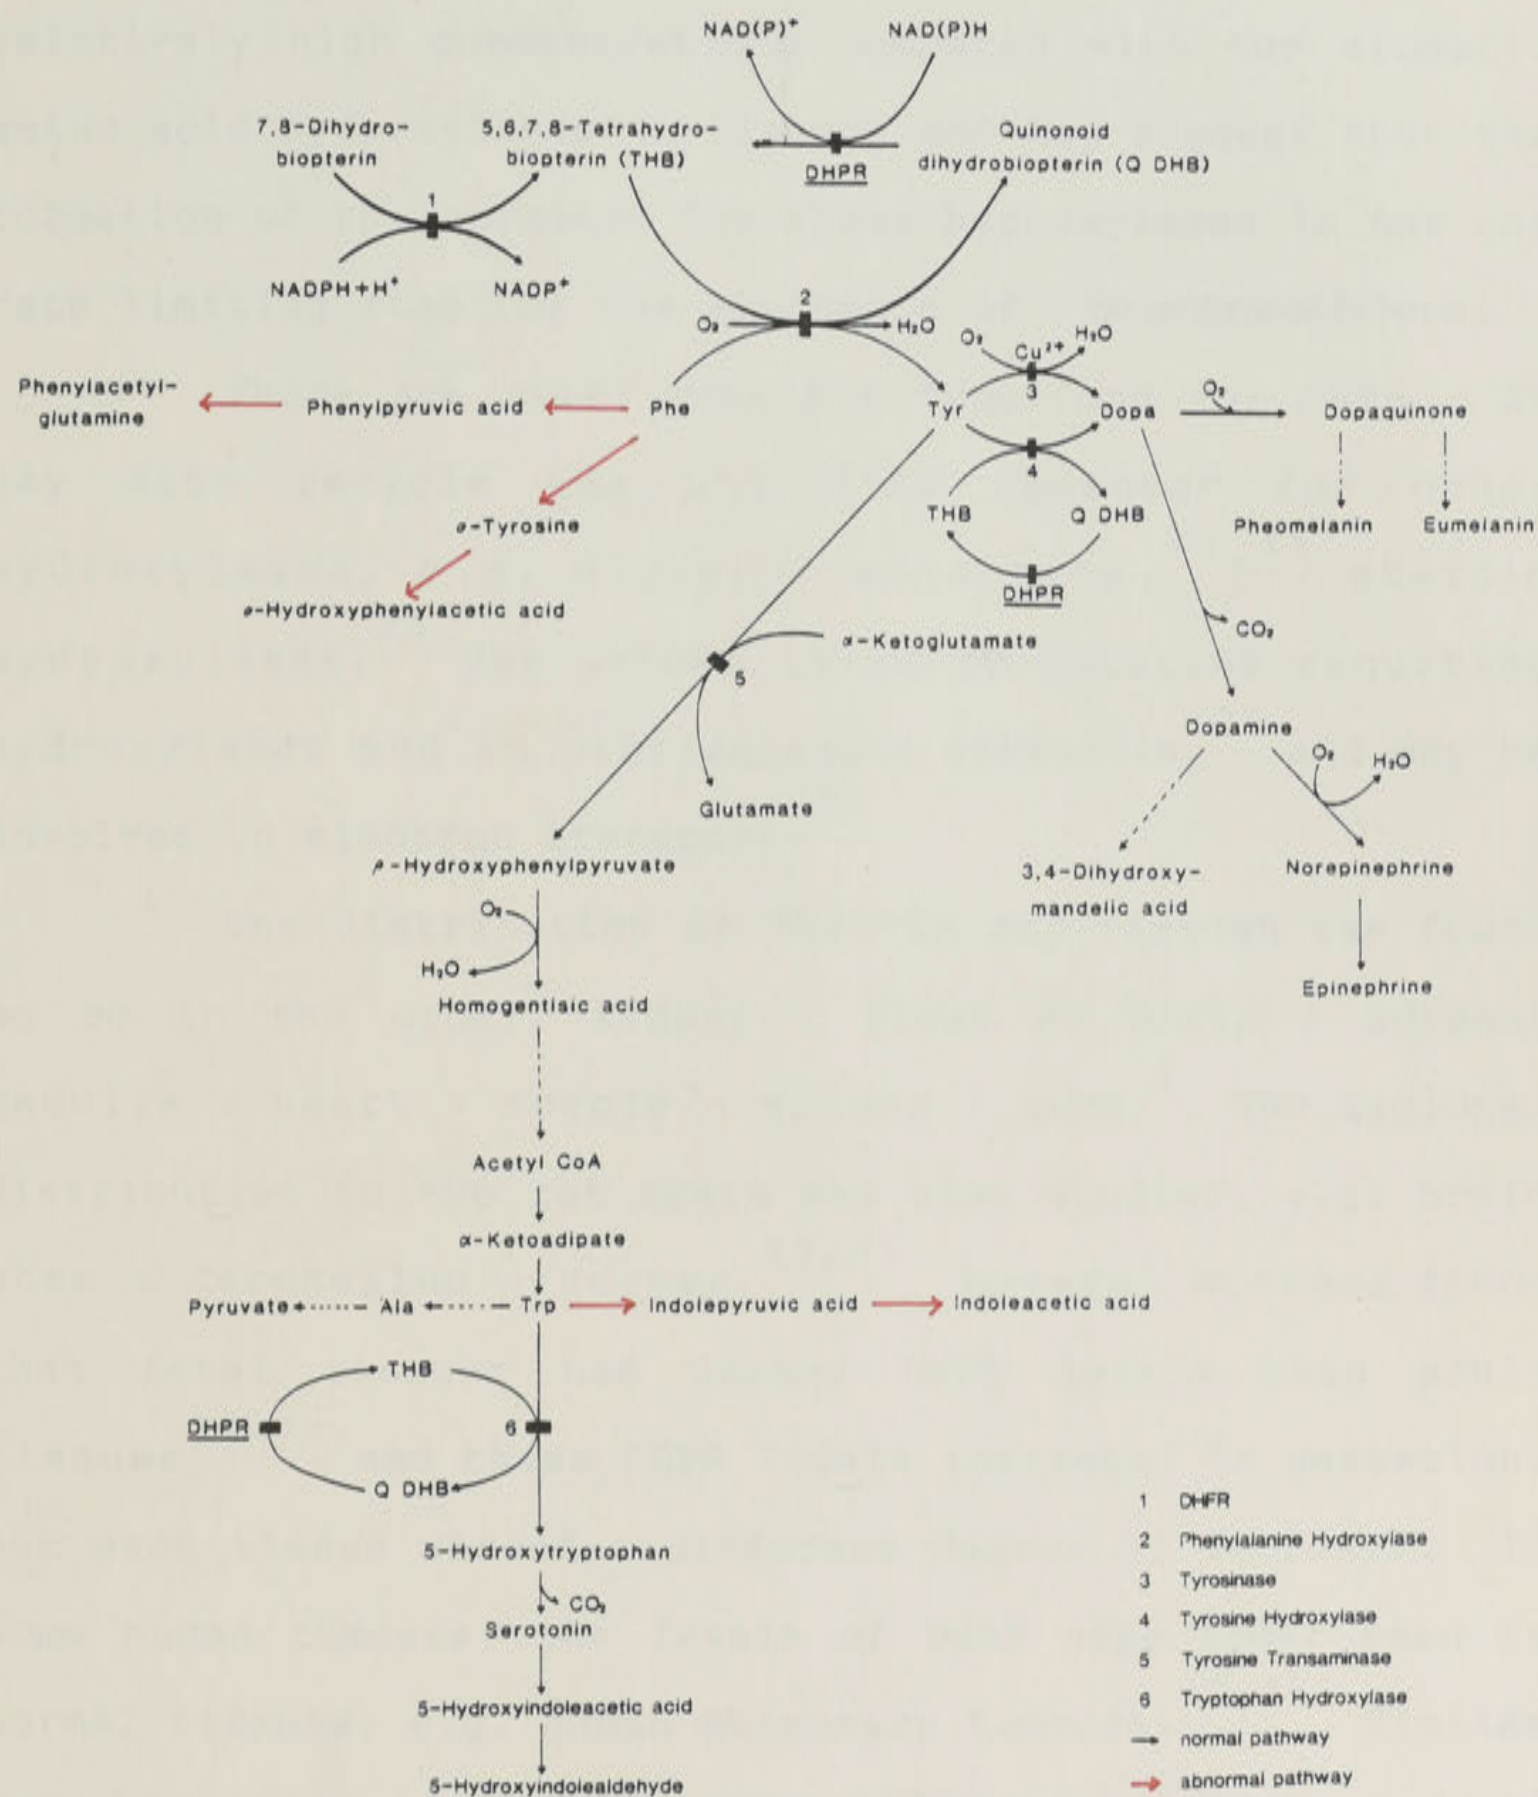 NAD(P)⁺ NAD(P)H
7,8-Dihydro-
biopterin
5,6,7,8-Tetrahydro-
biopterin (THB)
DHPR
Quinonoid
dihydrobiopterin (Q DHB)
1
NADPH+H⁺ NADP⁺
2
O₂ H₂O
O₂ Cu²⁺ H₂O
3
Phenylacetyl-
glutamine
Phenylpyruvic acid
Phe
Tyr
Dopa
O₂
Dopaquinone
4
THB Q DHB
DHPR
Pheomelanin Eumelanin
o-Tyrosine
o-Hydroxyphenylacetic acid
α-Ketoglutamate
5
CO₂
Glutamate
Dopamine
O₂ H₂O
3,4-Dihydroxy-
mandelic acid
Norepinephrine
Epinephrine
p-Hydroxyphenylpyruvate
O₂
H₂O
Homogentisic acid
Acetyl CoA
α-Ketoadipate
Pyruvate Ala Trp Indolepyruvic acid Indoleacetic acid
THB
DHPR 6
Q DHB
5-Hydroxytryptophan
CO₂
Serotonin
5-Hydroxyindoleacetic acid
5-Hydroxyindolealdehyde
1 DHFR
2 Phenylalanine Hydroxylase
3 Tyrosinase
4 Tyrosine Hydroxylase
5 Tyrosine Transaminase
6 Tryptophan Hydroxylase
normal pathway
abnormal pathway